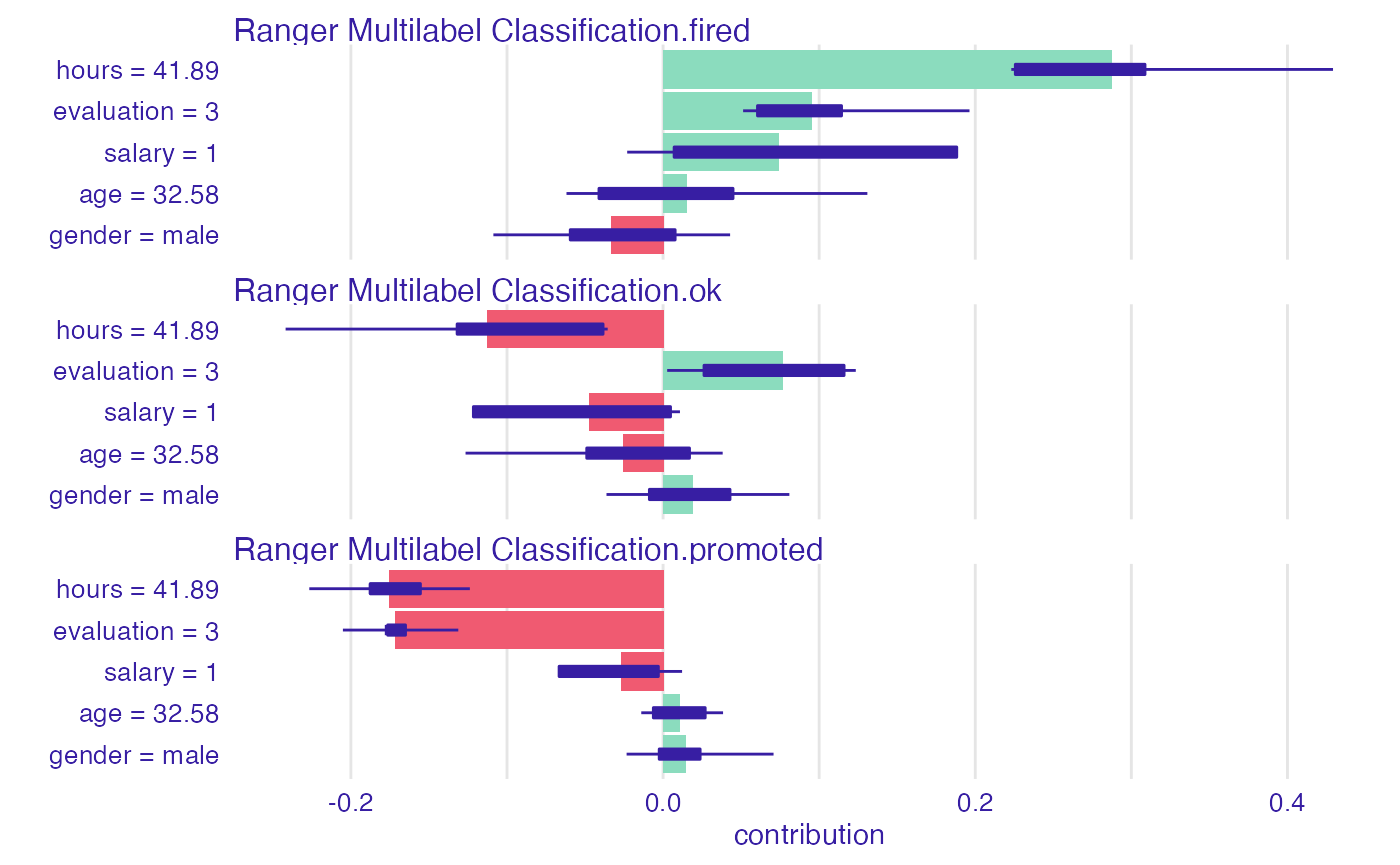 Ranger Multilabel Classification.fired
hours = 41.89
evaluation = 3
salary = 1
age = 32.58
gender = male
Ranger Multilabel Classification.ok
hours = 41.89
evaluation = 3
salary = 1
age = 32.58
gender = male
Ranger Multilabel Classification.promoted
hours = 41.89
evaluation = 3
salary = 1
age = 32.58
gender = male
-0.2 0.0 0.2 0.4
contribution